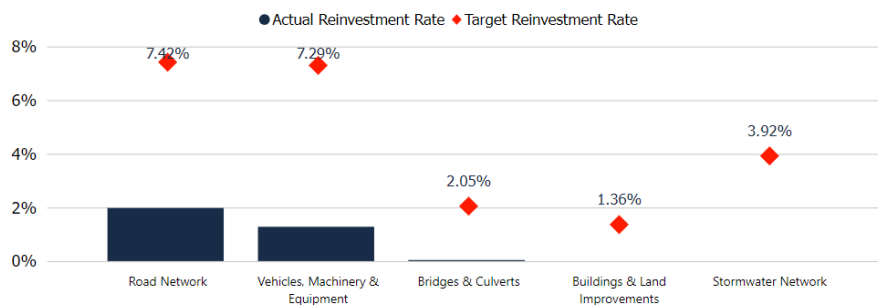 Actual Reinvestment Rate Target Reinvestment Rate
8%
7.42%
7.29%
6%
4%
3.92%
2.05%
1.36%
2%
0%
Road Network
Vehicles, Machinery &
Equipment
Bridges & Culverts
Buildings & Land
Improvements
Stormwater Network